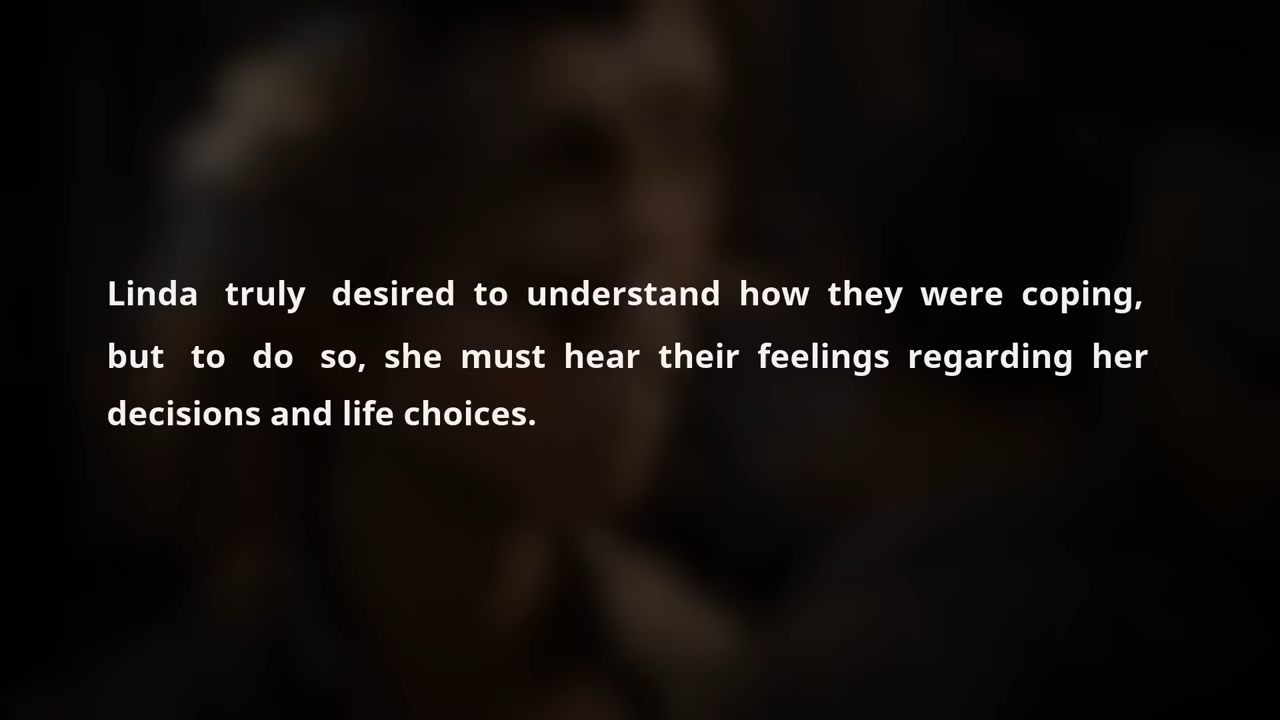 Linda truly desired to understand how they were coping,
but to do so, she must hear their feelings regarding her
decisions and life choices.